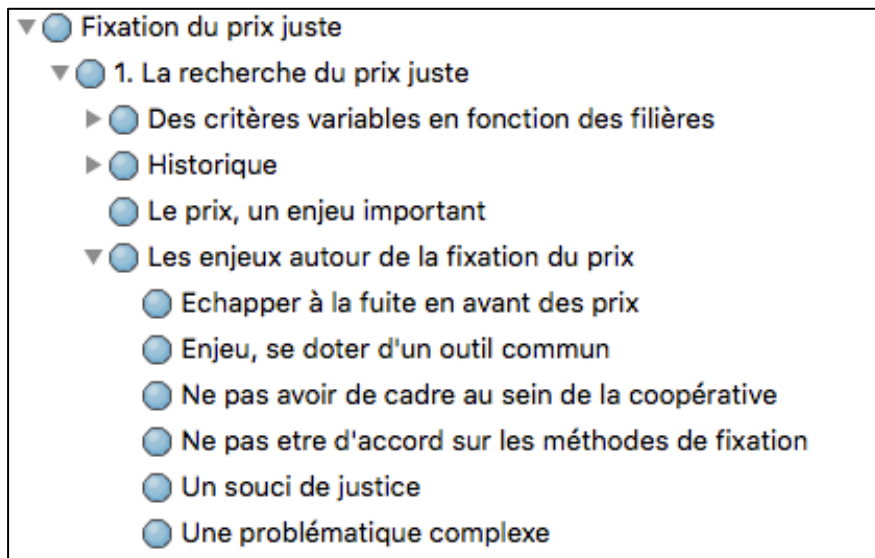 Fixation du prix juste
1. La recherche du prix juste
Des critères variables en fonction des filières
Historique
Le prix, un enjeu important
Les enjeux autour de la fixation du prix
Echapper à la fuite en avant des prix
Enjeu, se doter d'un outil commun
Ne pas avoir de cadre au sein de la coopérative
Ne pas etre d'accord sur les méthodes de fixation
Un souci de justice
Une problématique complexe